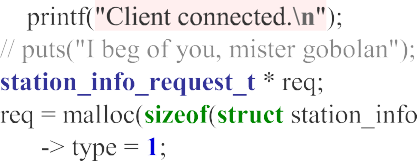 printf("Client connected.\n");
// puts("I beg of you, mister gobolan");
station_info_request_t * req;
req = malloc(sizeof(struct station_info
-> type = 1;